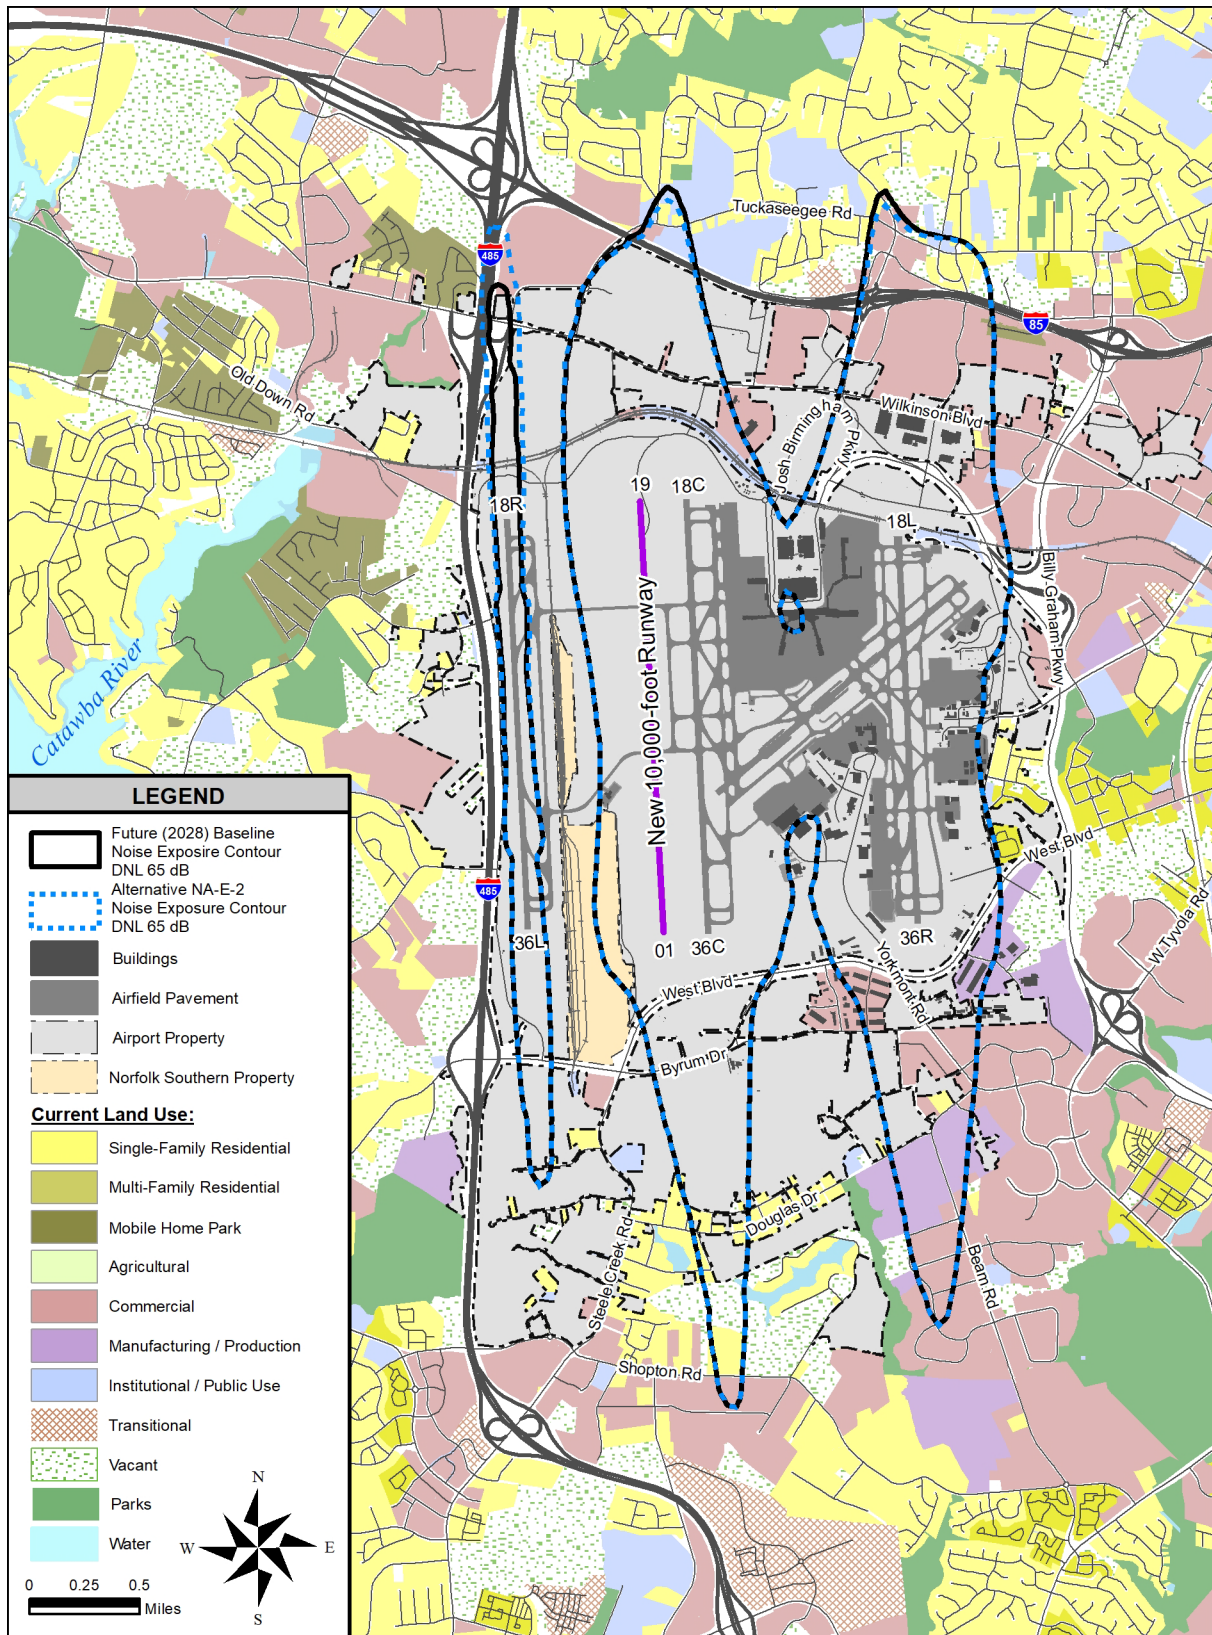 Tuckaseegee Rd
485
85
Old Down Rd
Wilkinson Blvd
Josh Birmingham Pkwy
19
18C
18R
18L
Billy Graham Pkwy
New 10,000-foot Runway
Catawba River
West Blvd
W Tyvola Rd
485
36L
01
36C
36R
West Blvd
Yorkmont Rd
Byrum Dr
Douglas Dr
Steele Creek Rd
Beam Rd
Shopton Rd
LEGEND
Future (2028) Baseline
Noise Exposire Contour
DNL 65 dB
Alternative NA-E-2
Noise Exposure Contour
DNL 65 dB
Buildings
Airfield Pavement
Airport Property
Norfolk Southern Property
Current Land Use:
Single-Family Residential
Multi-Family Residential
Mobile Home Park
Agricultural
Commercial
Manufacturing / Production
Institutional / Public Use
Transitional
Vacant
Parks
Water
N
W
E
S
0 0.25 0.5
Miles